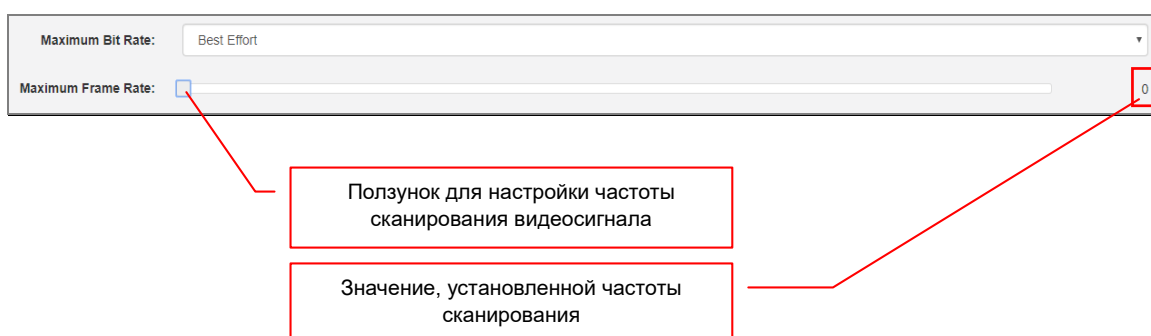 Maximum Bit Rate:
Best Effort
Maximum Frame Rate:
0
Ползунок для настройки частоты
сканирования видеосигнала
Значение, установленной частоты
сканирования